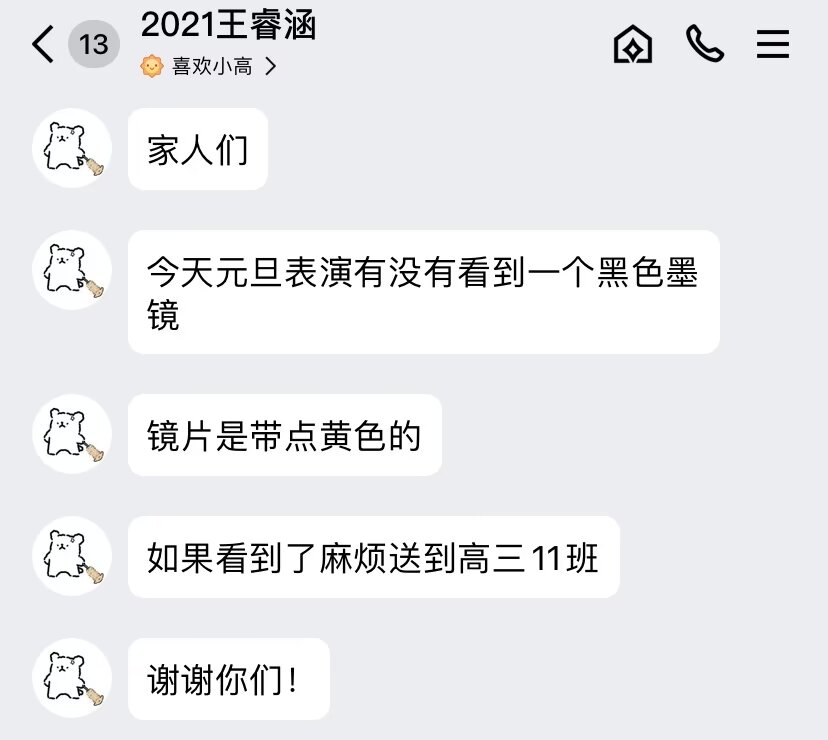 13
2021王睿涵
喜欢小高
家人们
今天元旦表演有没有看到一个黑色墨
镜
镜片是带点黄色的
如果看到了麻烦送到高三11班
谢谢你们！